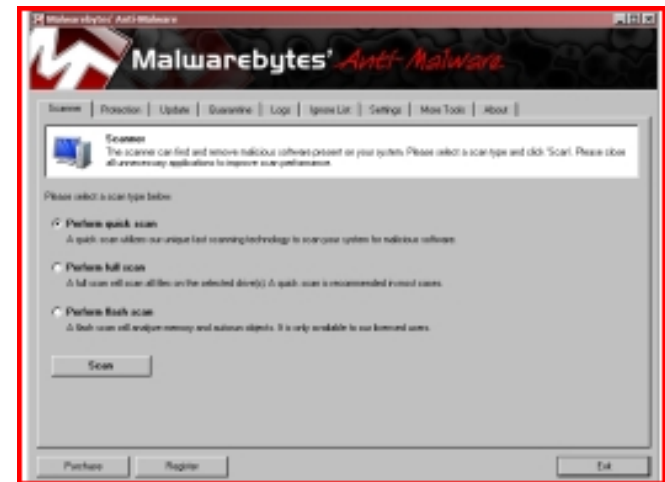 Malwarebytes' Anti-Malware
Malwarebytes' Anti-Malware
Scanner Protection Update Quarantine Logs Ignore List Settings More Tools About
Scanner
The scanner can find and remove malicious software present on your system. Please select a scan type and click 'Scan'. Please close
all unnecessary applications to improve scan performance.
Please select a scan type below.
Perform quick scan
A quick scan utilizes our unique fast scanning technology to scan your system for malicious software.
Perform full scan
A full scan will scan all files on the selected drive(s). A quick scan is recommended in most cases.
Perform flash scan
A flash scan will analyze memory and autorun objects. It is only available to our licensed users.
Scan
Purchase Register Exit